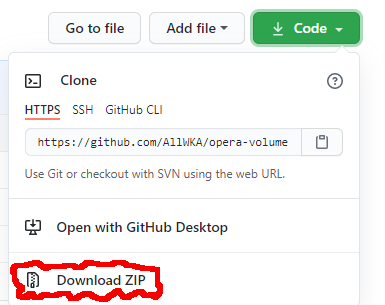 Go to file Add file Code
Clone
HTTPS SSH GitHub CLI
https://github.com/AllWKA/opera-volume
Use Git or checkout with SVN using the web URL.
Open with GitHub Desktop
Download ZIP